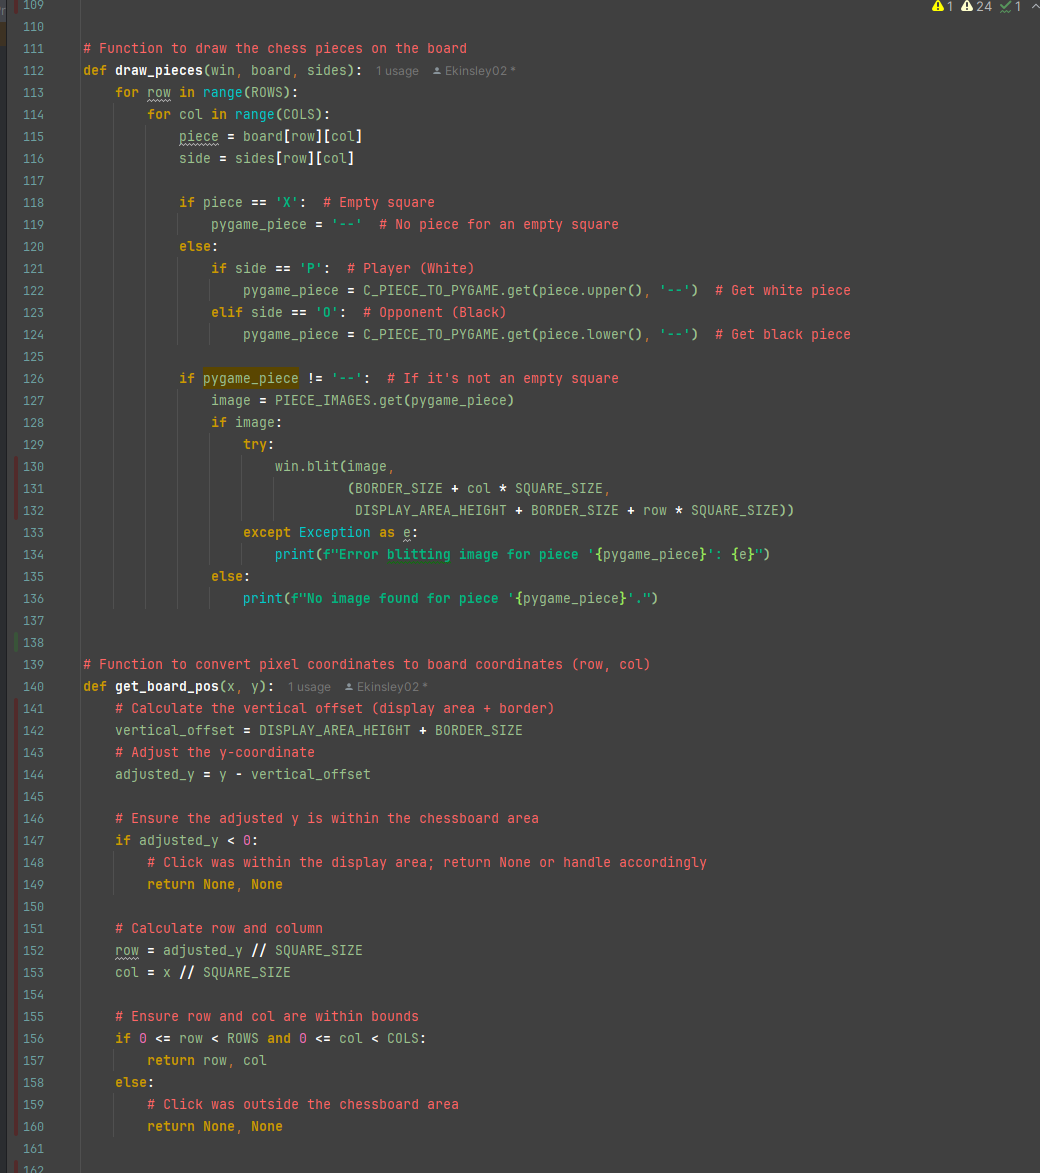 109 1 24 1
110
111 # Function to draw the chess pieces on the board
112 def draw_pieces(win, board, sides): 1 usage Ekinsley02 *
113 for row in range(ROWS):
114 for col in range(COLS):
115 piece = board[row][col]
116 side = sides[row][col]
117
118 if piece == 'X': # Empty square
119 pygame_piece = '--' # No piece for an empty square
120 else:
121 if side == 'P': # Player (White)
122 pygame_piece = C_PIECE_TO_PYGAME.get(piece.upper(), '--') # Get white piece
123 elif side == 'O': # Opponent (Black)
124 pygame_piece = C_PIECE_TO_PYGAME.get(piece.lower(), '--') # Get black piece
125
126 if pygame_piece != '--': # If it's not an empty square
127 image = PIECE_IMAGES.get(pygame_piece)
128 if image:
129 try:
130 win.blit(image,
131 (BORDER_SIZE + col * SQUARE_SIZE,
132 DISPLAY_AREA_HEIGHT + BORDER_SIZE + row * SQUARE_SIZE))
133 except Exception as e:
134 print(f"Error blitting image for piece '{pygame_piece}': {e}")
135 else:
136 print(f"No image found for piece '{pygame_piece}'.")
137
138
139 # Function to convert pixel coordinates to board coordinates (row, col)
140 def get_board_pos(x, y): 1 usage Ekinsley02 *
141 # Calculate the vertical offset (display area + border)
142 vertical_offset = DISPLAY_AREA_HEIGHT + BORDER_SIZE
143 # Adjust the y-coordinate
144 adjusted_y = y - vertical_offset
145
146 # Ensure the adjusted y is within the chessboard area
147 if adjusted_y < 0:
148 # Click was within the display area; return None or handle accordingly
149 return None, None
150
151 # Calculate row and column
152 row = adjusted_y // SQUARE_SIZE
153 col = x // SQUARE_SIZE
154
155 # Ensure row and col are within bounds
156 if 0 <= row < ROWS and 0 <= col < COLS:
157 return row, col
158 else:
159 # Click was outside the chessboard area
160 return None, None
161
162